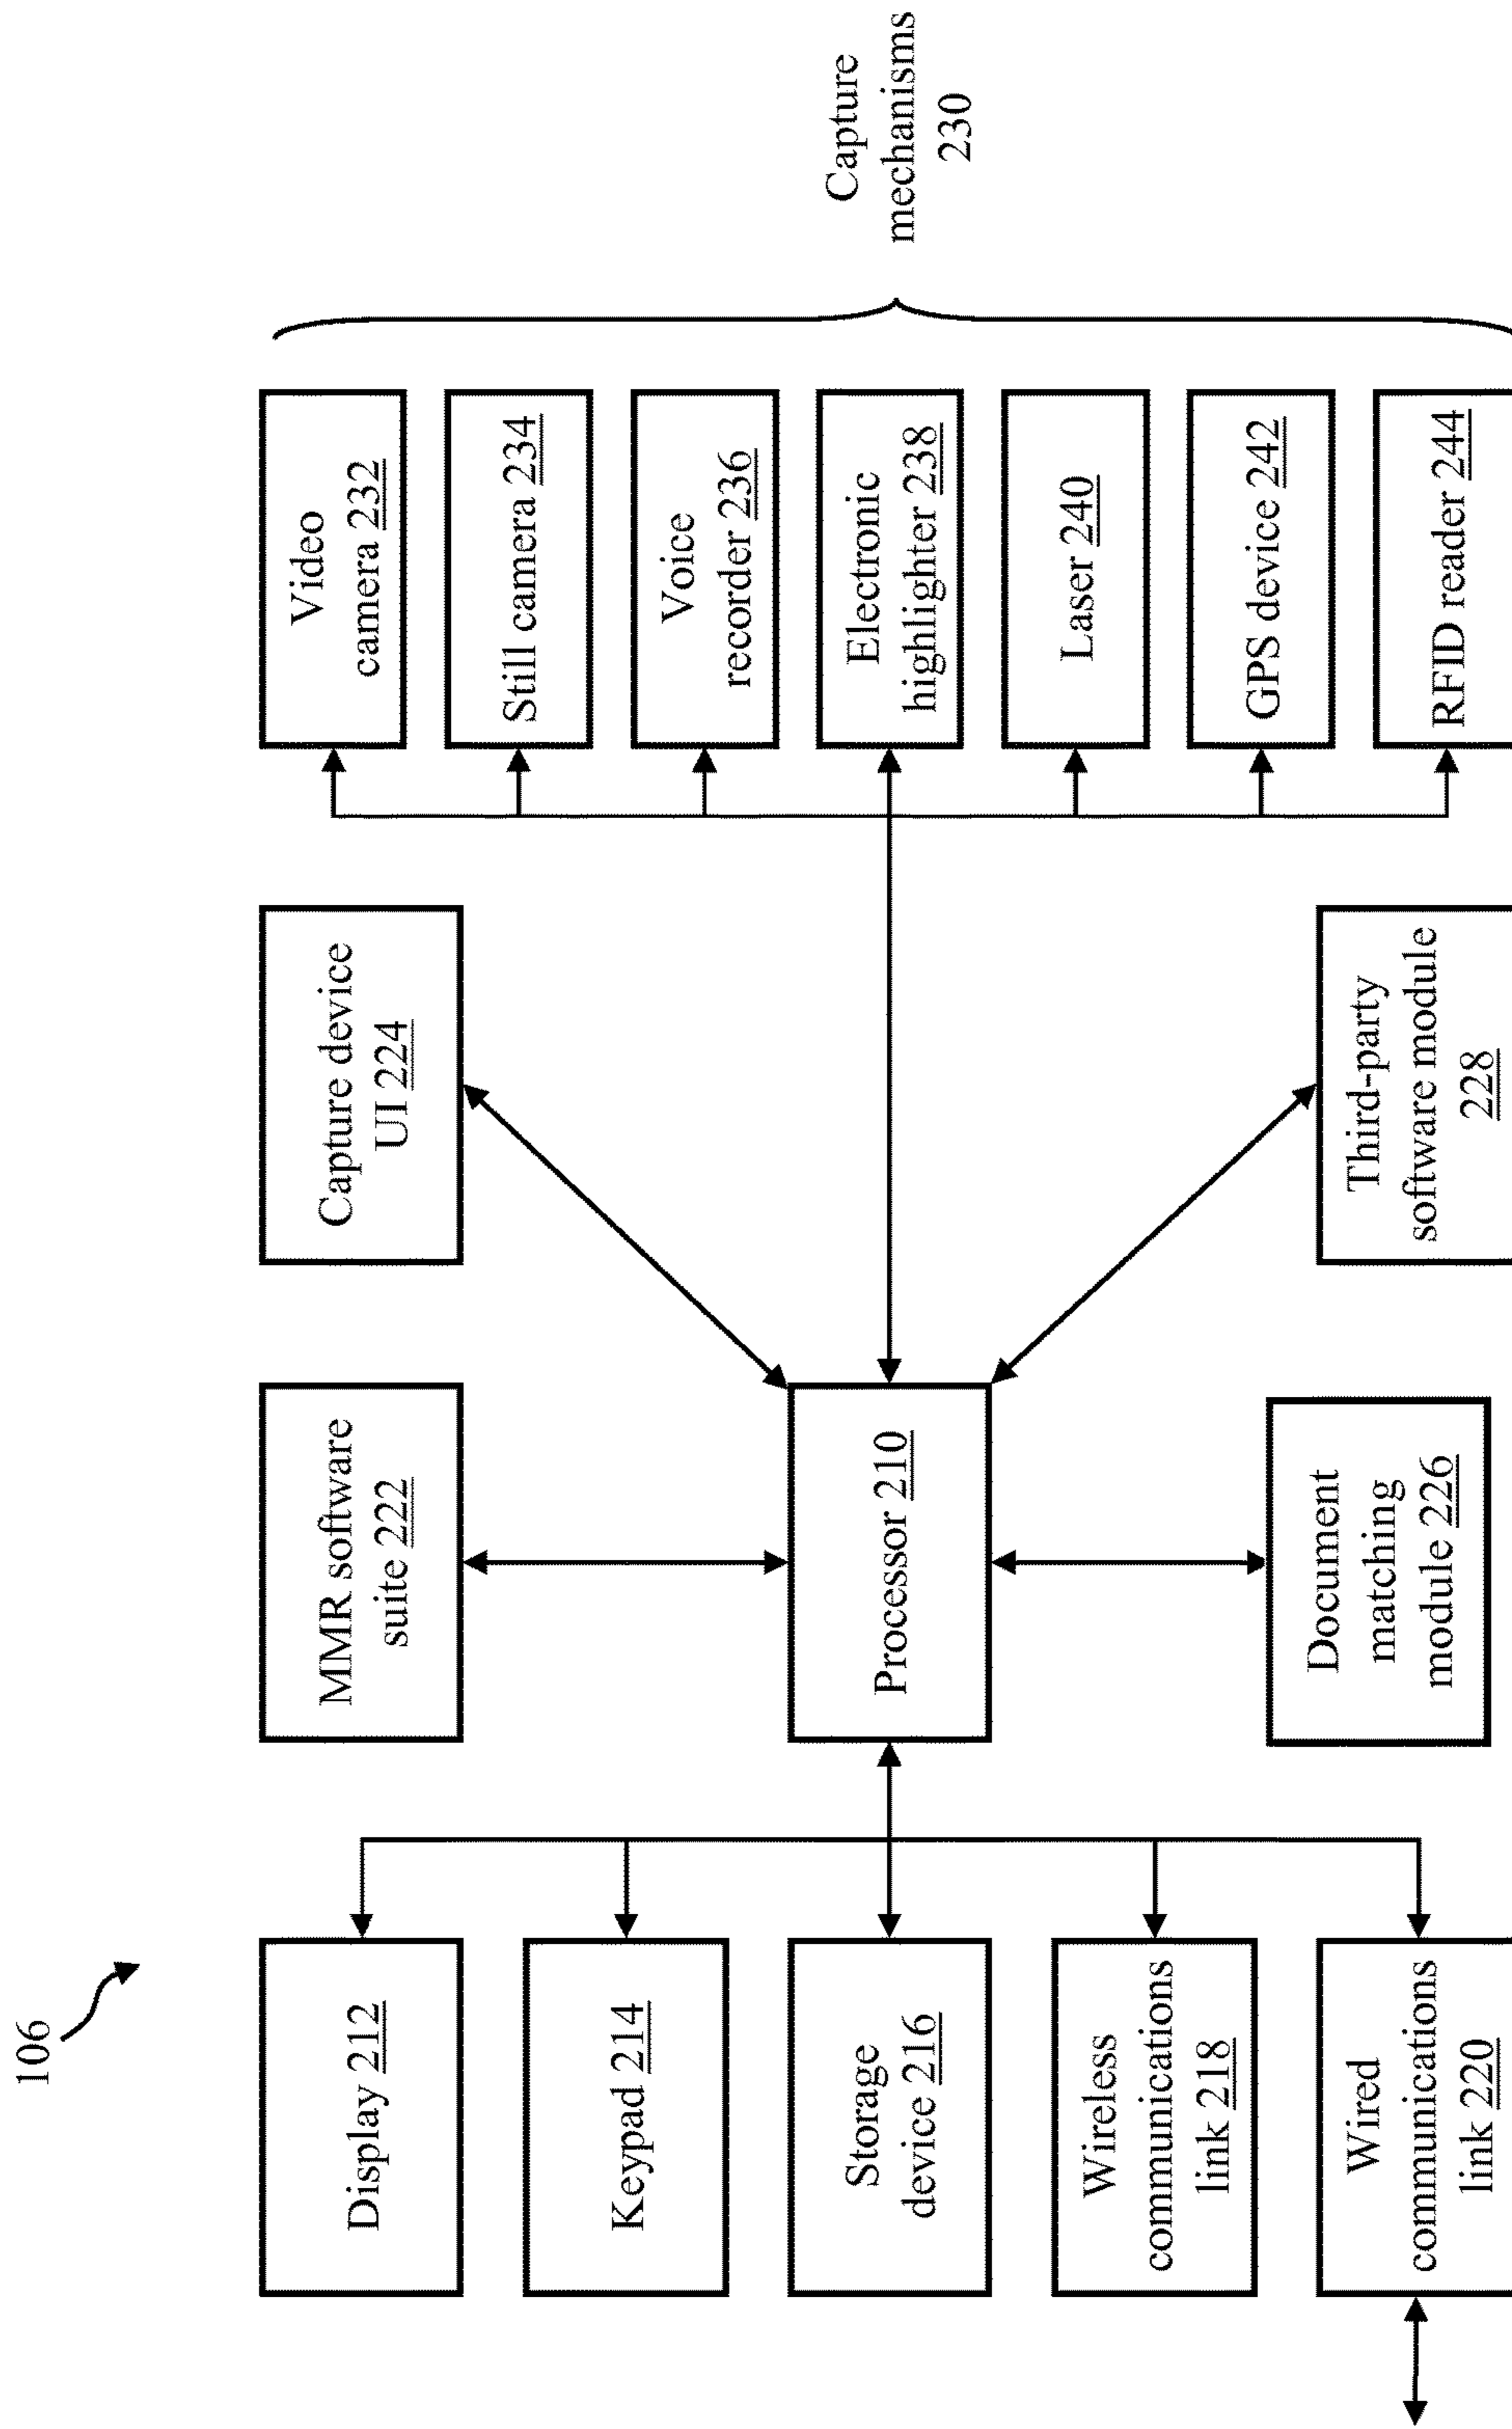 106
Display 212
Keypad 214
Storage
device 216
Wireless
communications
link 218
Wired
communications
link 220
MMR software
suite 222
Processor 210
Document
matching
module 226
Capture device
UI 224
Third-party
software module
228
Video
camera 232
Still camera 234
Voice
recorder 236
Electronic
highlighter 238
Laser 240
GPS device 242
RFID reader 244
Capture
mechanisms
230